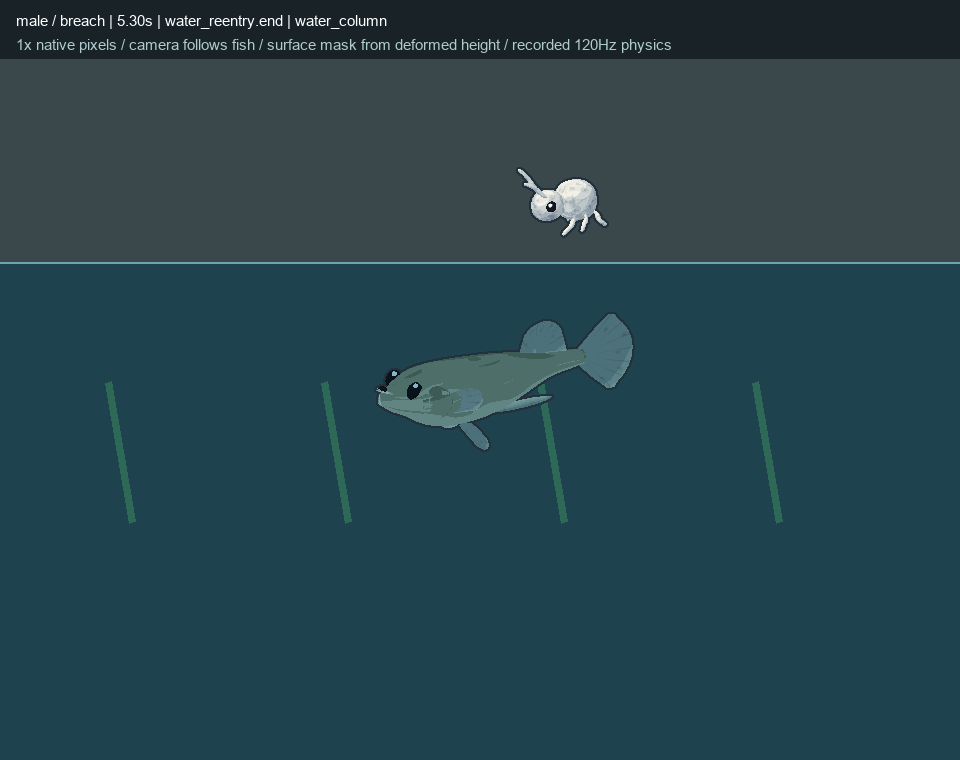 male / breach | 5.30s | water_reentry.end | water_column
1x native pixels / camera follows fish / surface mask from deformed height / recorded 120Hz physics